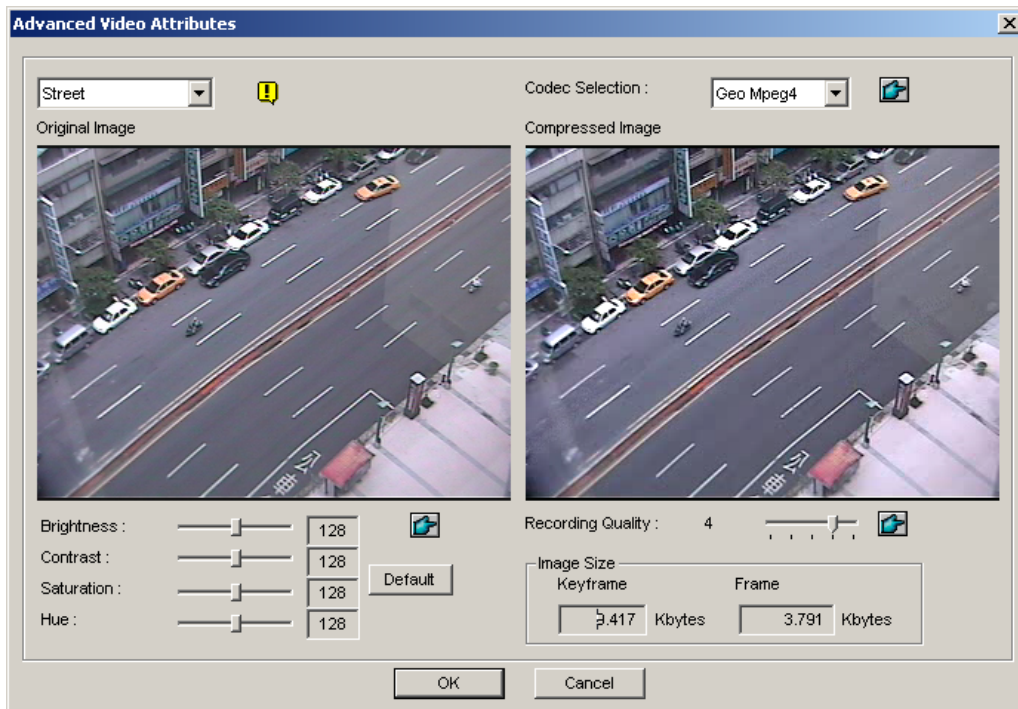 Advanced Video Attributes
Street
Codec Selection :
Geo Mpeg4
Original Image
Compressed Image
Brightness :
128
Contrast :
128
Saturation :
128
Hue :
128
Default
Recording Quality :
4
Image Size
Keyframe
Frame
Kbytes
3.791
Kbytes
OK
Cancel